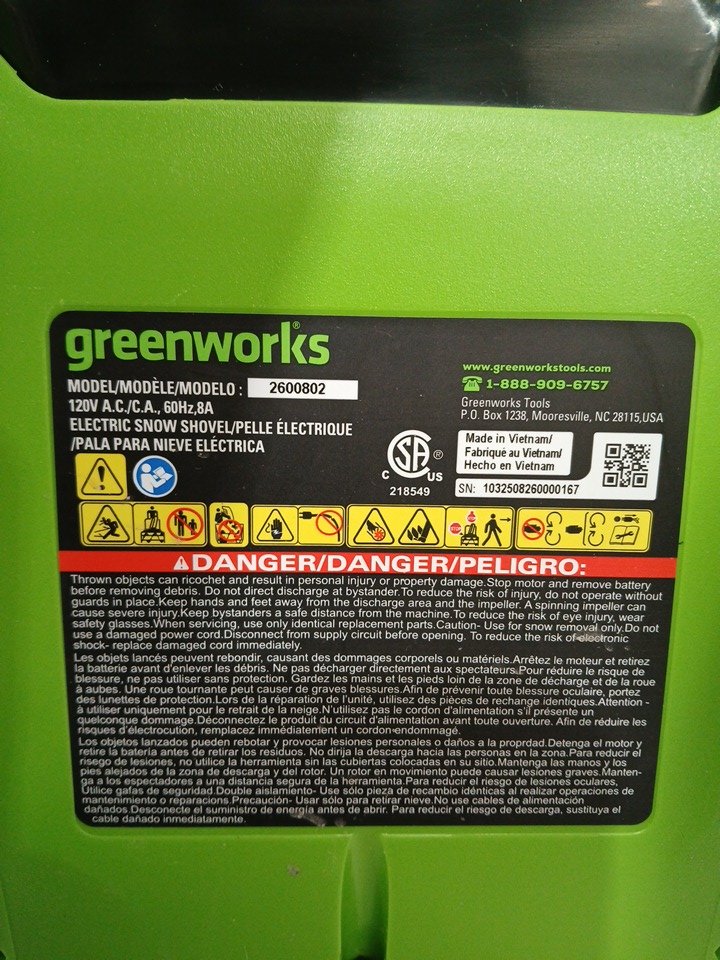 greenworks®
MODEL/MODÈLE/MODELO : 2600802
120V A.C./C.A., 60Hz,8A
ELECTRIC SNOW SHOVEL/PELLE ÉLECTRIQUE
/PALA PARA NIEVE ELÉCTRICA
www.greenworkstools.com
1-888-909-6757
Greenworks Tools
P.O. Box 1238, Mooresville, NC 28115,USA
CSA ®
C US
218549
Made in Vietnam/
Fabriqué au Vietnam/
Hecho en Vietnam
SN: 1032508260000167
STOP
DANGER/DANGER/PELIGRO:
Thrown objects can ricochet and result in personal injury or property damage.Stop motor and remove battery
before removing debris. Do not direct discharge at bystander.To reduce the risk of injury, do not operate without
guards in place.Keep hands and feet away from the discharge area and the impeller. A spinning impeller can
cause severe injury.Keep bystanders a safe distance from the machine.To reduce the risk of eye injury, wear
safety glasses.When servicing, use only identical replacement parts.Caution- Use for snow removal only.Do not
use a damaged power cord.Disconnect from supply circuit before opening. To reduce the risk of electronic
shock- replace damaged cord immediately.
Les objets lancés peuvent rebondir, causant des dommages corporels ou matériels.Arrêtez le moteur et retirez
la batterie avant d'enlever les débris. Ne pas décharger directement aux spectateurs.Pour réduire le risque de
blessure, ne pas utiliser sans protection. Gardez les mains et les pieds loin de la zone de décharge et de la roue
à aubes. Une roue tournante peut causer de graves blessures.Afin de prévenir toute blessure oculaire, portez
des lunettes de protection.Lors de la réparation de l'unité, utilisez des pièces de rechange identiques.Attention -
à utiliser uniquement pour le retrait de la neige.N'utilisez pas le cordon d'alimentation s'il présente un
quelconque dommage.Déconnectez le produit du circuit d'alimentation avant toute ouverture. Afin de réduire les
risques d'électrocution, remplacez immédiatement un cordon endommagé.
Los objetos lanzados pueden rebotar y provocar lesiones personales o daños a la proprdad.Detenga el motor y
retire la batería antes de retirar los residuos. No dirija la descarga hacia las personas en la zona.Para reducir el
riesgo de lesiones, no utilice la herramienta sin las cubiertas colocadas en su sitio.Mantenga las manos y los
pies alejados de la zona de descarga y del rotor. Un rotor en movimiento puede causar lesiones graves.Manten-
ga a los espectadores a una distancia segura de la herramienta.Para reducir el riesgo de lesiones oculares.
Utilice gafas de seguridad.Double aislamiento- Use sólo pieza de recambio idénticas al realizar operaciones de
mantenimiento o reparacions.Precaución- Usar sólo para retirar nieve.No use cables de alimentación
dañados.Desconecte el suministro de energía antes de abrir. Para reducir el riesgo de descarga, sustituya el
cable dañado inmediatamente.